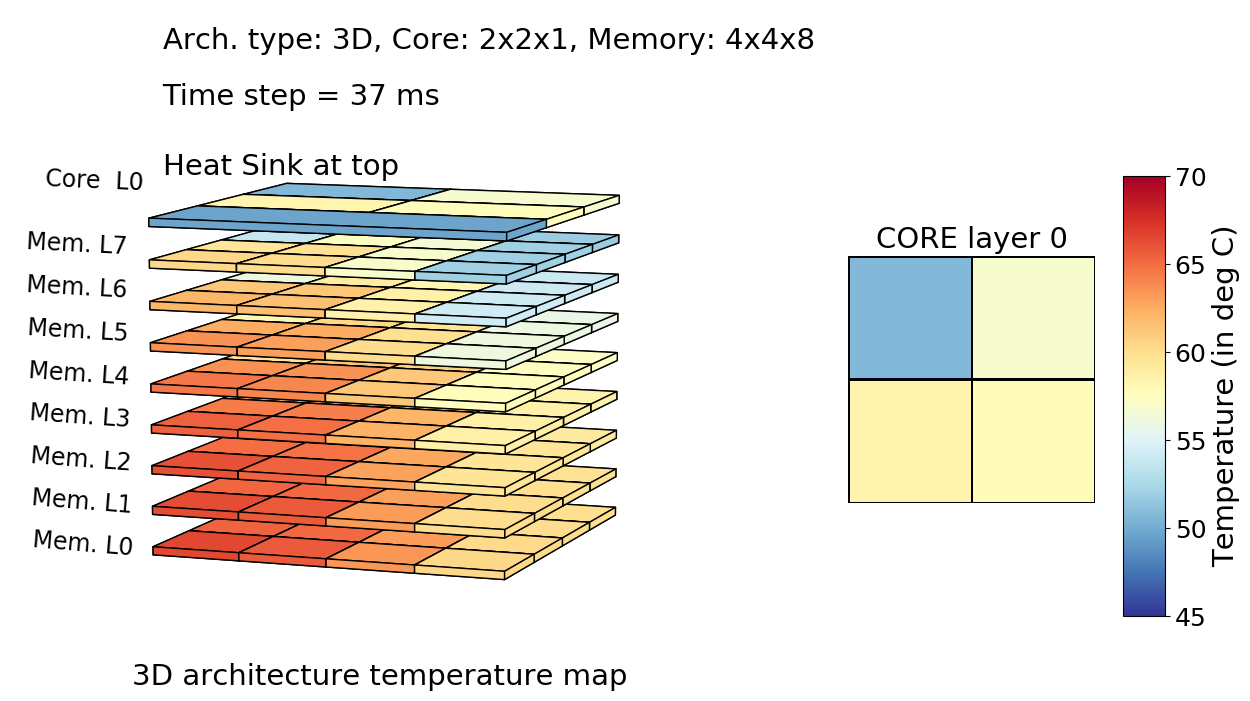 Arch. type: 3D, Core: 2x2x1, Memory: 4x4x8
Time step = 37 ms
Heat Sink at top
Core  L0
Mem. L7
Mem. L6
Mem. L5
Mem. L4
Mem. L3
Mem. L2
Mem. L1
Mem. L0
3D architecture temperature map
CORE layer 0
70
65
60
55
50
45
Temperature (in deg C)